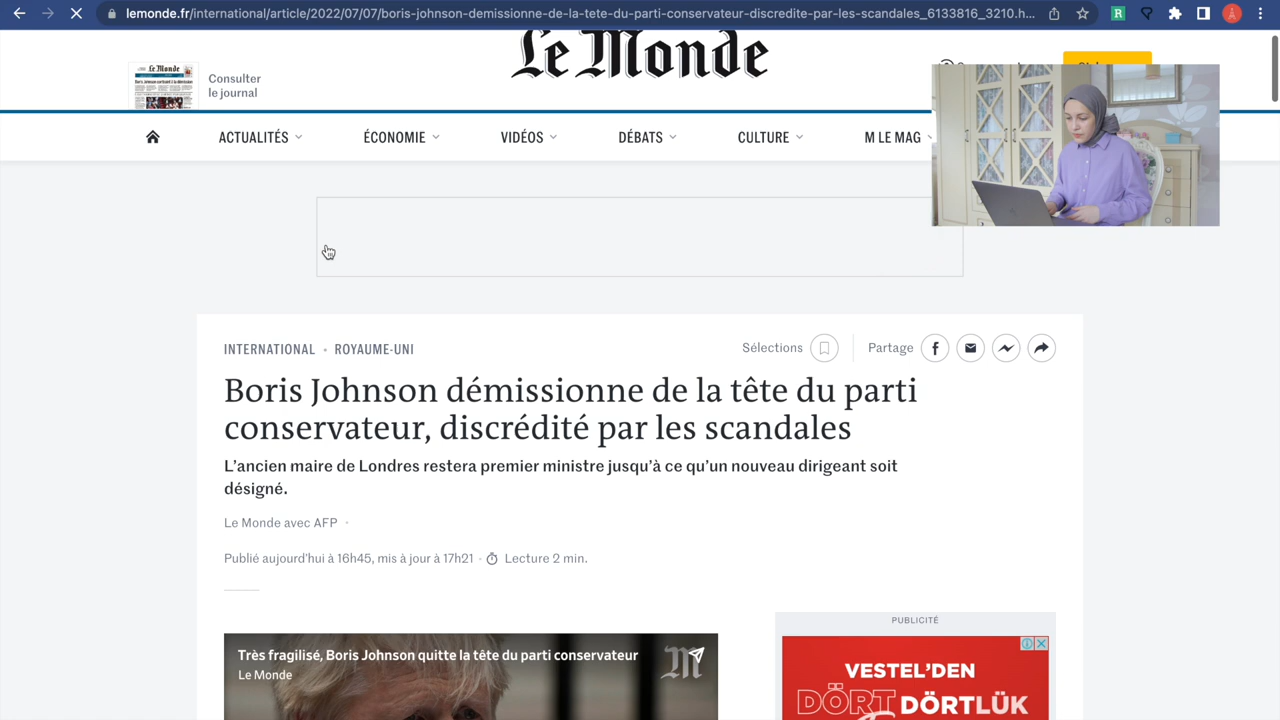 lemonde.fr/international/article/2022/07/07/boris-johnson-démissionne-de-la-tete-du-parti-conservateur-discredite-par-les-scandales_6133816_3210.h...
Le Monde
Consulter
le journal
ACTUALITÉS
ÉCONOMIE
VIDÉOS
DÉBATS
CULTURE
M LE MAG
INTERNATIONAL • ROYAUME-UNI
Sélections
Partage
Boris Johnson démissionne de la tête du parti
conservateur, discrédité par les scandales
L'ancien maire de Londres restera premier ministre jusqu'à ce qu'un nouveau dirigeant soit
désigné.
Le Monde avec AFP
Publié aujourd'hui à 16h45, mis à jour à 17h21 · Lecture 2 min.
Très fragilisé, Boris Johnson quitte la tête du parti conservateur
Le Monde
PUBLICITÉ
VESTEL'DEN
DÖRT DÖRTLÜK